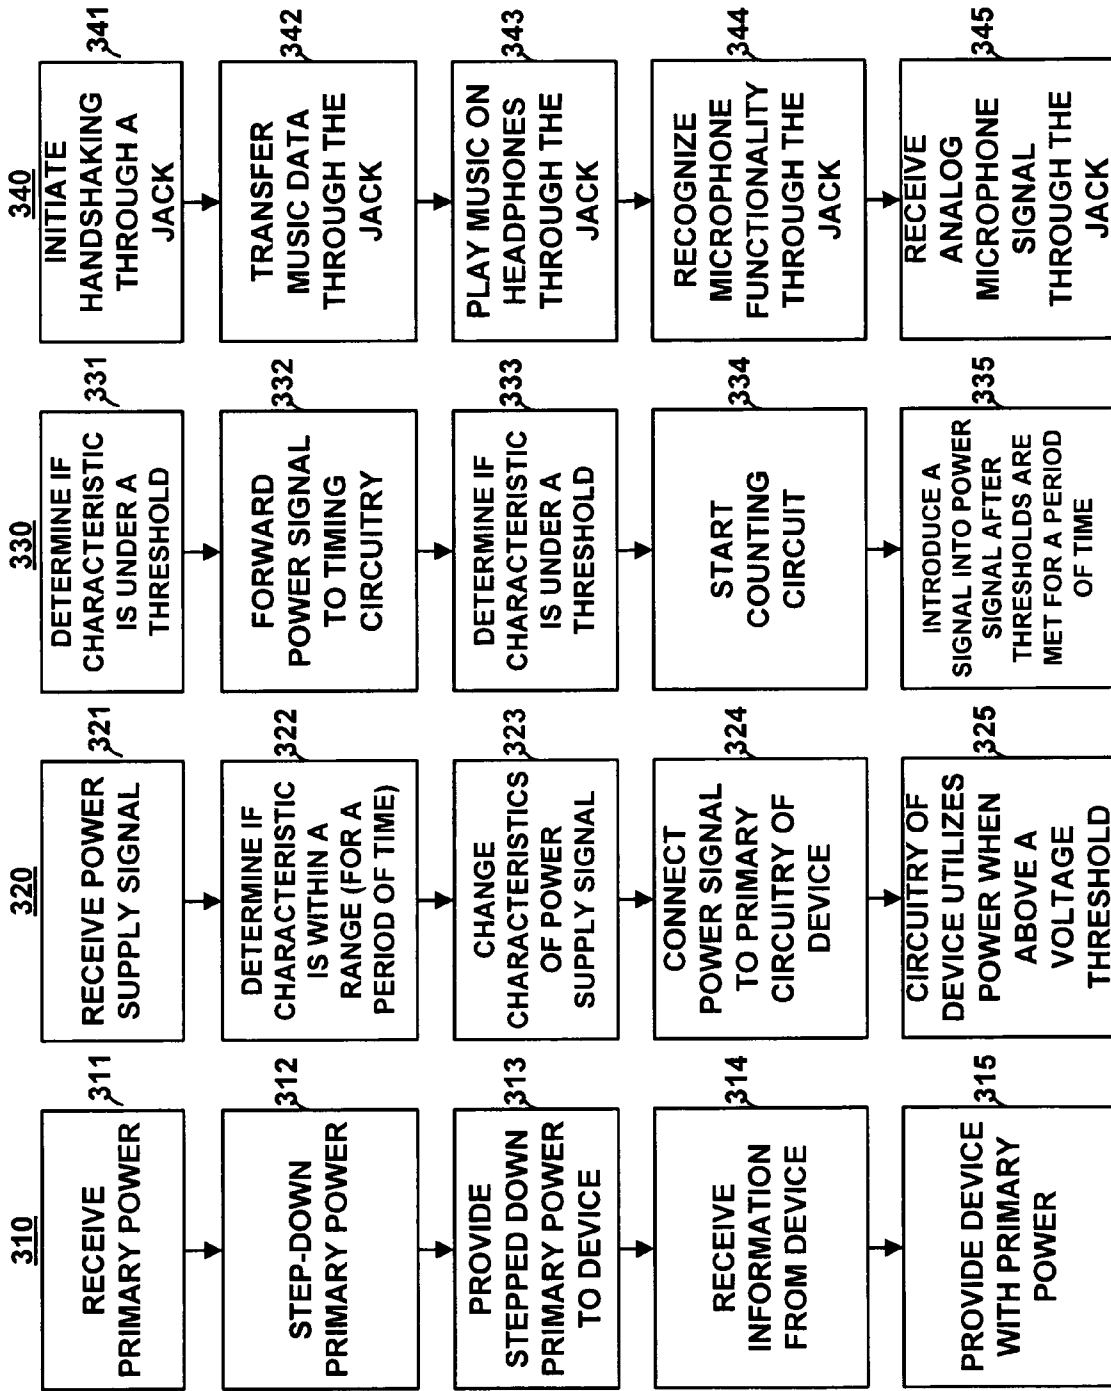 310
RECEIVE
PRIMARY POWER
311
STEP-DOWN
PRIMARY POWER
312
PROVIDE
STEPPED DOWN
PRIMARY POWER
TO DEVICE
313
RECEIVE
INFORMATION
FROM DEVICE
314
PROVIDE DEVICE
WITH PRIMARY
POWER
315
320
RECEIVE POWER
SUPPLY SIGNAL
321
DETERMINE IF
CHARACTERISTIC
IS WITHIN A
RANGE (FOR A
PERIOD OF TIME)
322
CHANGE
CHARACTERISTICS
OF POWER
SUPPLY SIGNAL
323
CONNECT
POWER SIGNAL
TO PRIMARY
CIRCUITRY OF
DEVICE
324
CIRCUITRY OF
DEVICE UTILIZES
POWER WHEN
ABOVE A
VOLTAGE
THRESHOLD
325
330
DETERMINE IF
CHARACTERISTIC
IS UNDER A
THRESHOLD
331
FORWARD
POWER SIGNAL
TO TIMING
CIRCUITRY
332
DETERMINE IF
CHARACTERISTIC
IS UNDER A
THRESHOLD
333
START
COUNTING
CIRCUIT
334
INTRODUCE A
SIGNAL INTO POWER
SIGNAL AFTER
THRESHOLDS ARE
MET FOR A PERIOD
OF TIME
335
340
INITIATE
HANDSHAKING
THROUGH A
JACK
341
TRANSFER
MUSIC DATA
THROUGH THE
JACK
342
PLAY MUSIC ON
HEADPHONES
THROUGH THE
JACK
343
RECOGNIZE
MICROPHONE
FUNCTIONALITY
THROUGH THE
JACK
344
RECEIVE
ANALOG
MICROPHONE
SIGNAL
THROUGH THE
JACK
345